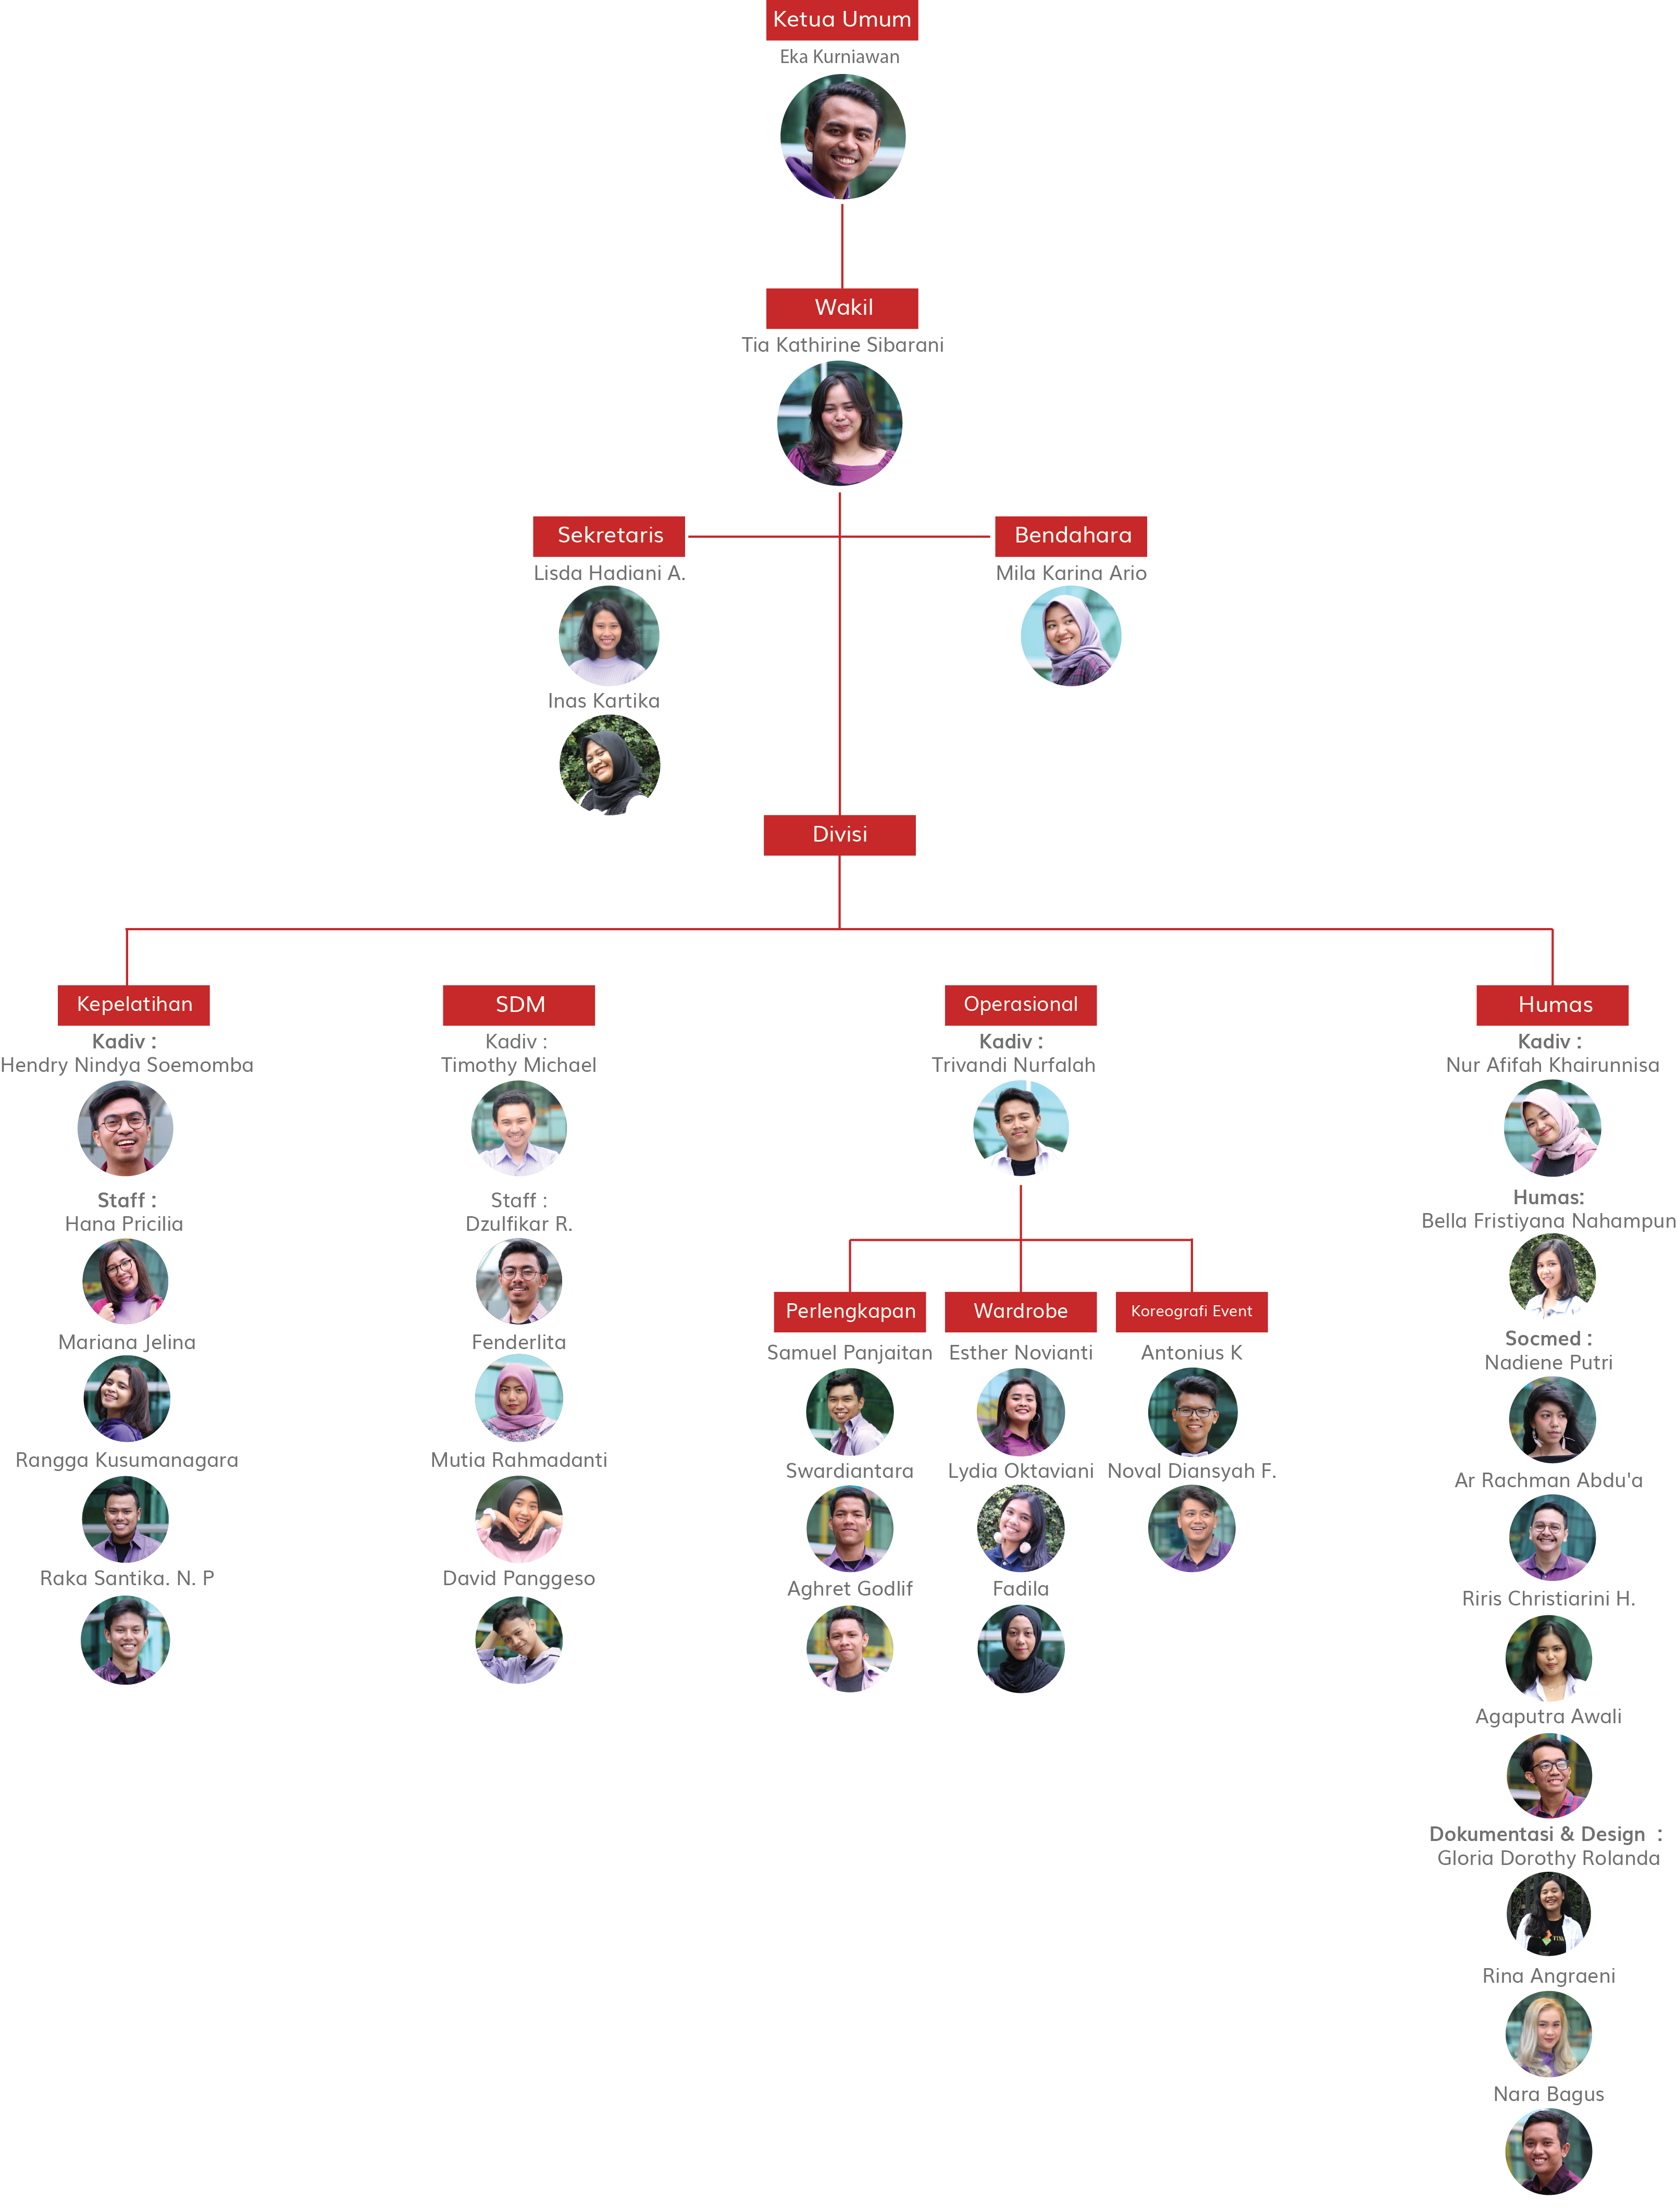 Ketua Umum
Eka Kurniawan
Wakil
Tia Kathirine Sibarani
Sekretaris
Lisda Hadiani A.
Inas Kartika
Bendahara
Mila Karina Ario
Divisi
Kepelatihan
Kadiv :
Hendry Nindya Soemomba
Staff :
Hana Pricilia
Mariana Jelina
Rangga Kusumanagara
Raka Santika. N. P
SDM
Kadiv :
Timothy Michael
Staff :
Dzulfikar R.
Fenderlita
Mutia Rahmadanti
David Panggeso
Operasional
Kadiv :
Trivandi Nurfalah
Perlengkapan
Samuel Panjaitan
Swardiantara
Aghret Godlif
Wardrobe
Esther Novianti
Lydia Oktaviani
Fadila
Koreografi Event
Antonius K
Noval Diansyah F.
Humas
Kadiv :
Nur Afifah Khairunnisa
Humas:
Bella Fristiyana Nahampun
Socmed :
Nadiene Putri
Ar Rachman Abdu'a
Riris Christiarini H.
Agaputra Awali
Dokumentasi & Design :
Gloria Dorothy Rolanda
Rina Angraeni
Nara Bagus